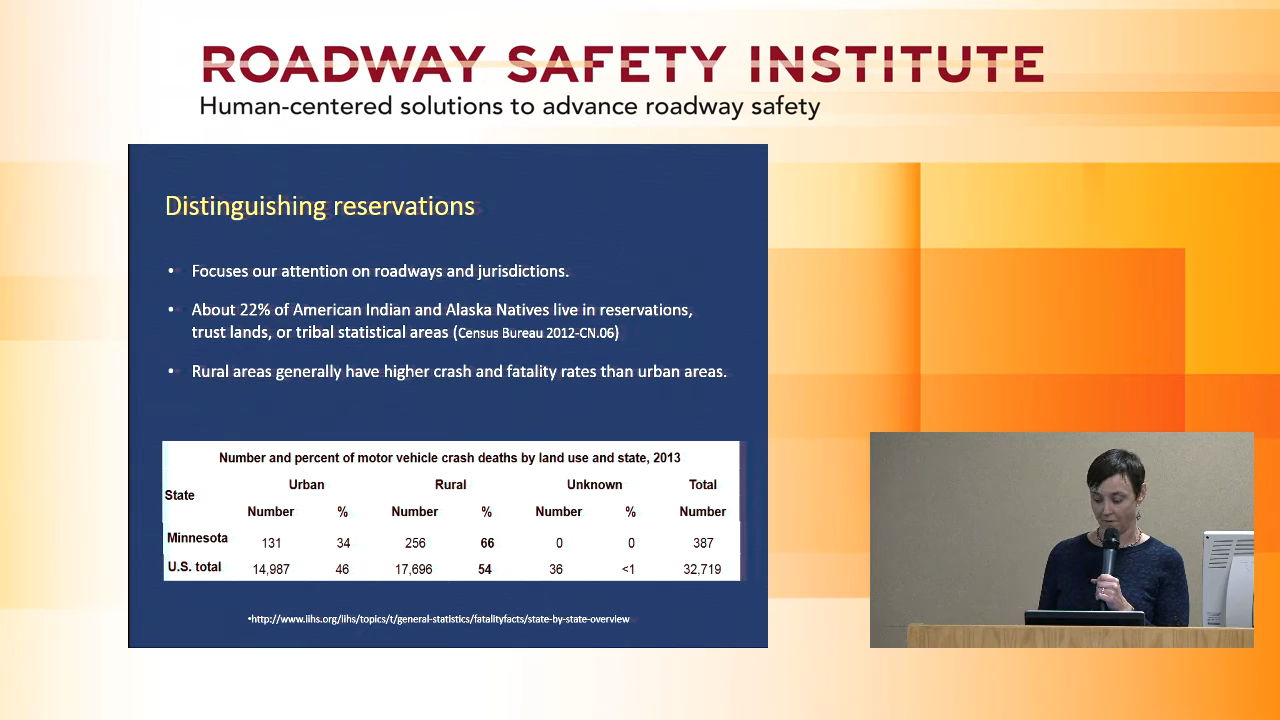 ROADWAY SAFETY INSTITUTE
Human-centered solutions to advance roadway safety
Distinguishing reservations
• Focuses our attention on roadways and jurisdictions.
• About 22% of American Indian and Alaska Natives live in reservations,
trust lands, or tribal statistical areas (Census Bureau 2012-CN.06)
• Rural areas generally have higher crash and fatality rates than urban areas.
Number and percent of motor vehicle crash deaths by land use and state, 2013
State Urban Rural Unknown Total
Number % Number % Number % Number
Minnesota 131 34 256 66 0 0 387
U.S. total 14,987 46 17,696 54 36 <1 32,719
•http://www.iihs.org/iihs/topics/t/general-statistics/fatalityfacts/state-by-state-overview